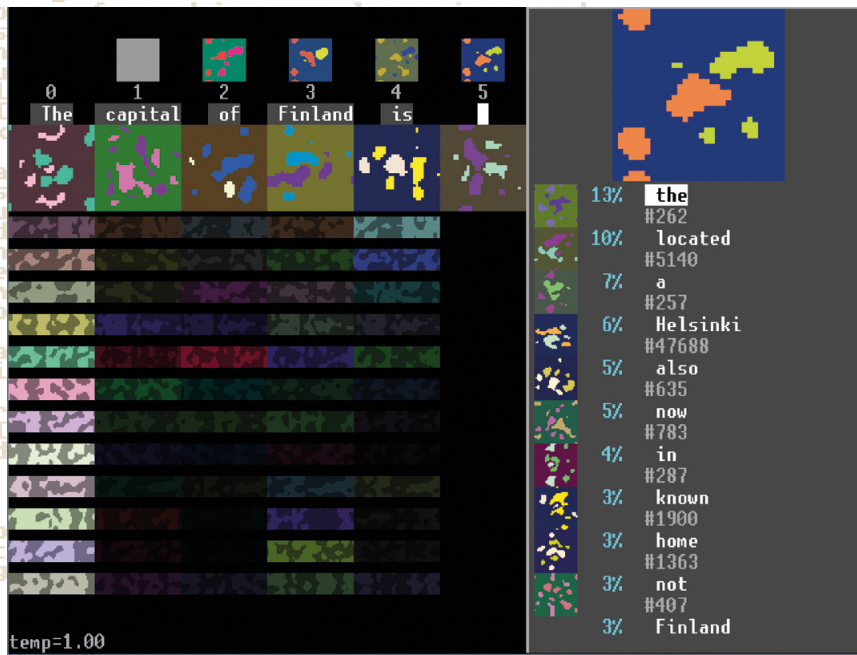 0 1 2 3 4 5
The capital of Finland is
13% the
#262
10% located
#5140
7% a
#257
6% Helsinki
#47688
5% also
#635
5% now
#783
4% in
#287
3% known
#1900
3% home
#1363
3% not
#407
3% Finland
temp=1.00